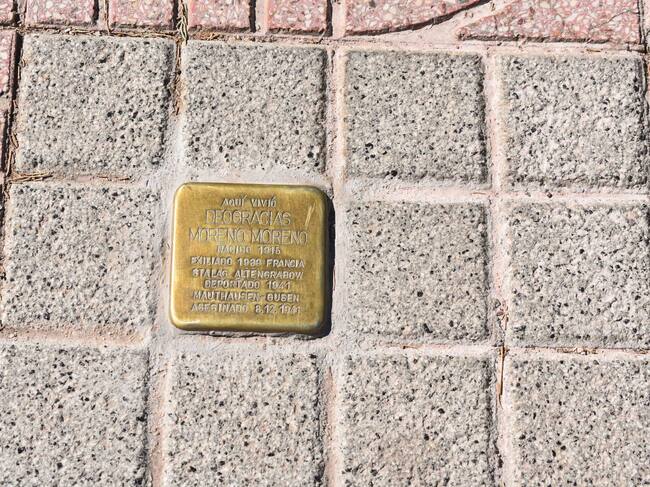 AQUÍ VIVIÓ
DEOGRACIAS
MORENO MORENO
NACIDO 1915
EXILIADO 1939 FRANCIA
STALAG ALTENGRABOW
DEPORTADO 1941
MAUTHAUSEN-GUSEN
ASESINADO 8.12.1941